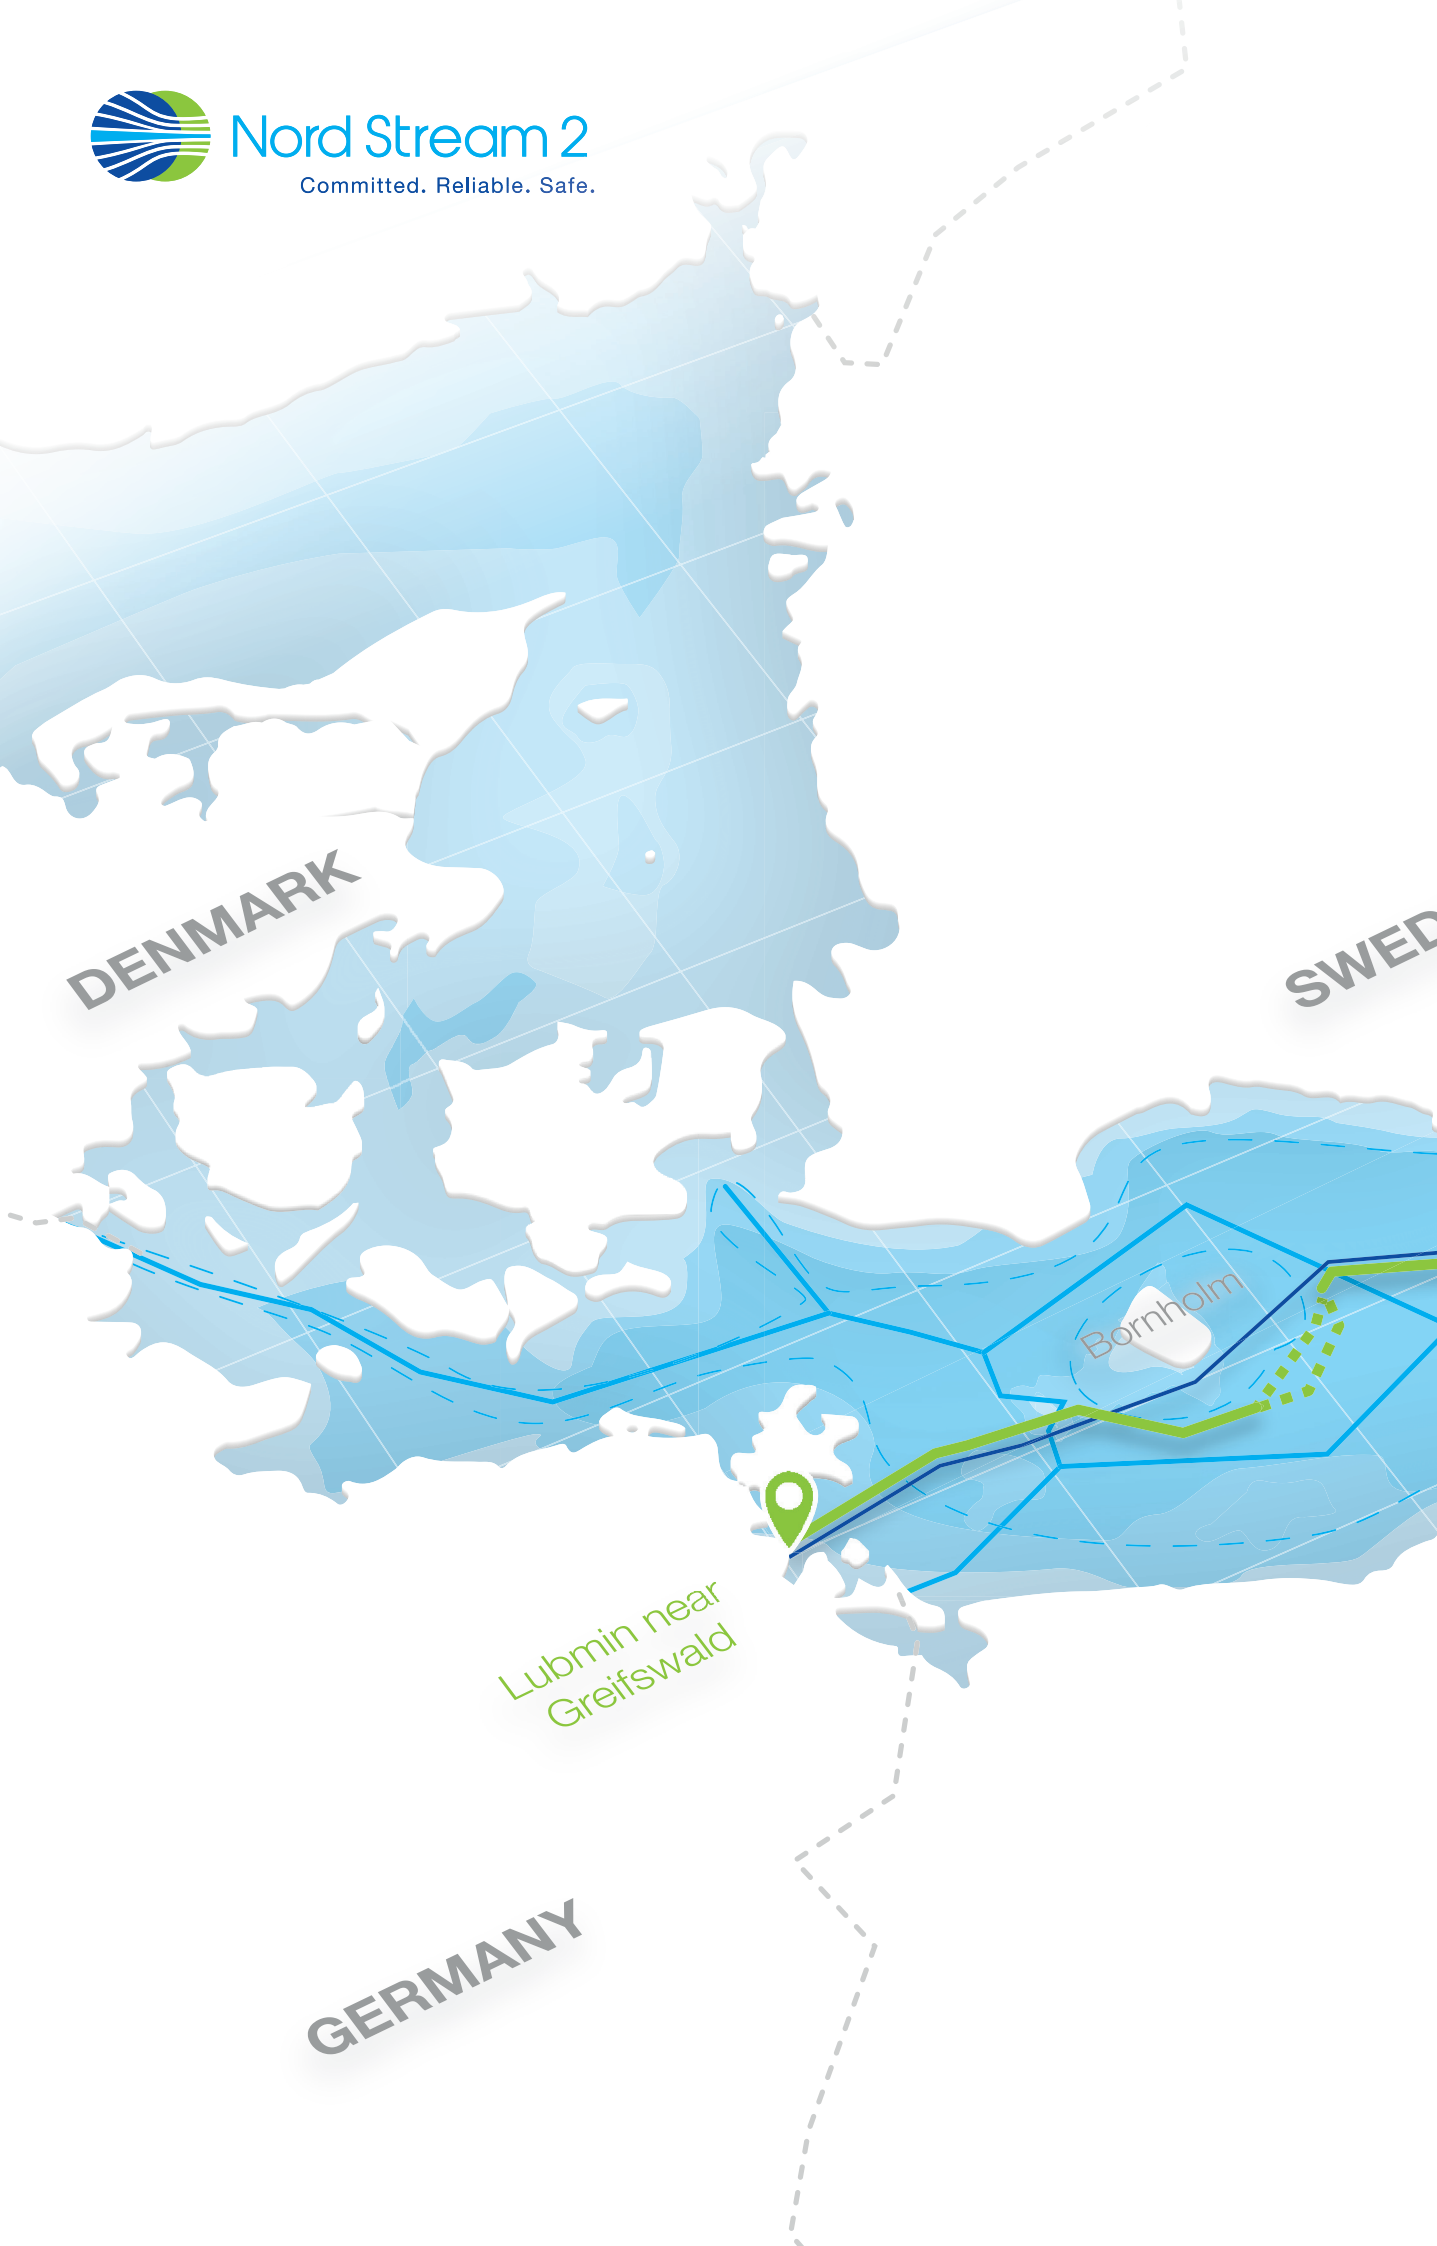 Nord Stream 2
Committed. Reliable. Safe.
DENMARK
SWED
Bornholm
Lubmin near
Greifswald
GERMANY